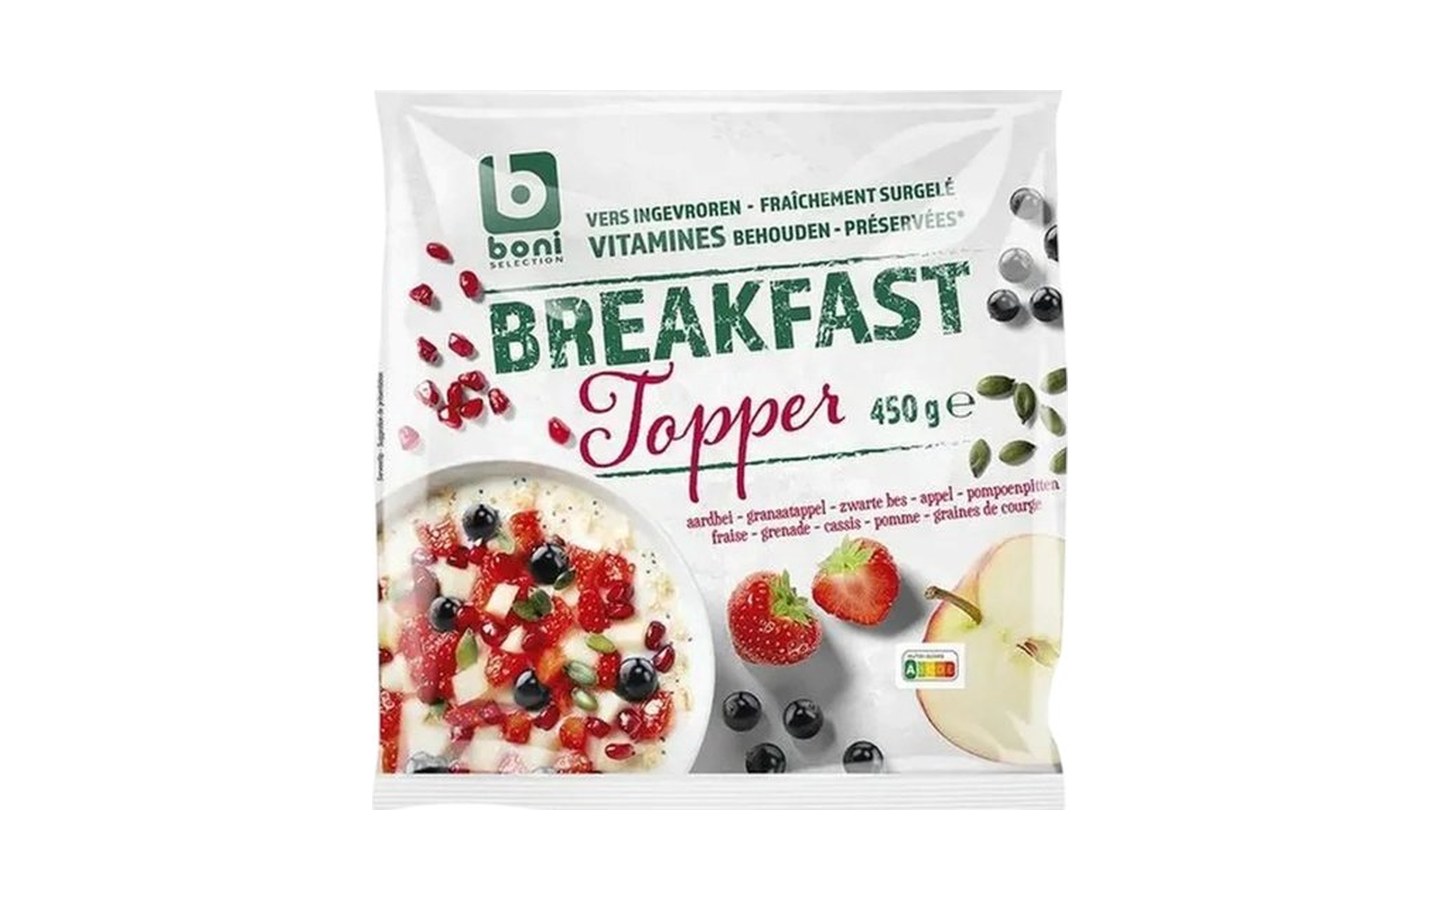 boni
SELECTION
VERS INGEVROREN - FRAÎCHEMENT SURGELÉ
VITAMINES BEHOUDEN - PRÉSERVÉES*
BREAKFAST
Topper
450 g ℮
aardbei - granaatappel - zwarte bes - appel - pompoenpitten
fraise - grenade - cassis - pomme - graines de courge